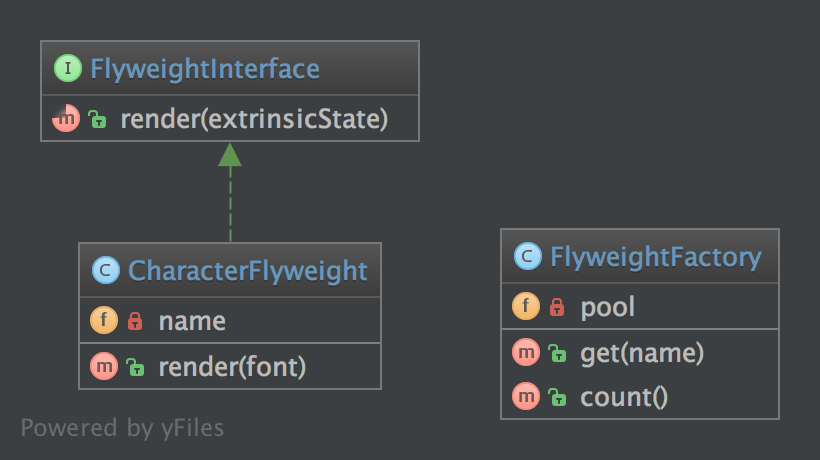 I FlyweightInterface
m render(extrinsicState)
C CharacterFlyweight
f name
m render(font)
C FlyweightFactory
f pool
m get(name)
m count()
Powered by yFiles